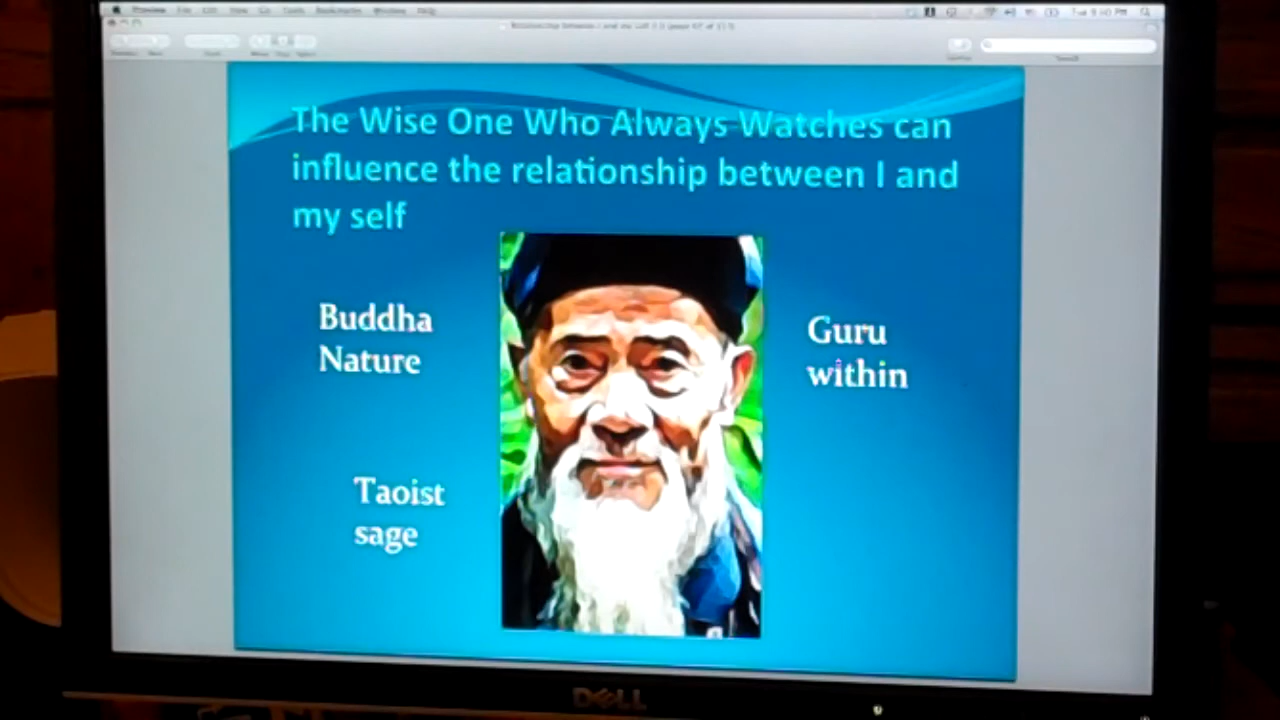 The Wise One Who Always Watches can
influence the relationship between I and
my self
Buddha
Nature
Guru
within
Taoist
sage
DELL